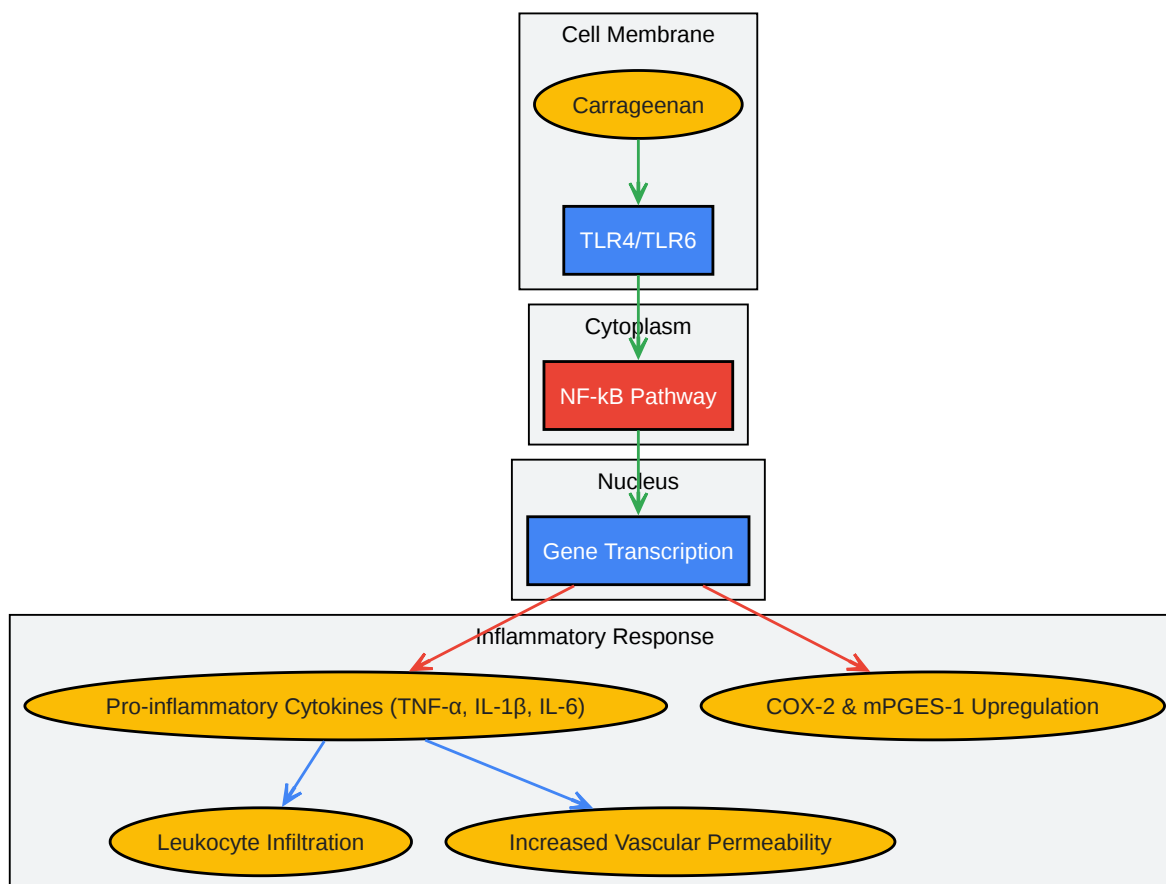 Cell Membrane
Carrageenan
TLR4/TLR6
Cytoplasm
NF-kB Pathway
Nucleus
Gene Transcription
Inflammatory Response
Pro-inflammatory Cytokines (TNF-α, IL-1β, IL-6)
COX-2 & mPGES-1 Upregulation
Leukocyte Infiltration
Increased Vascular Permeability